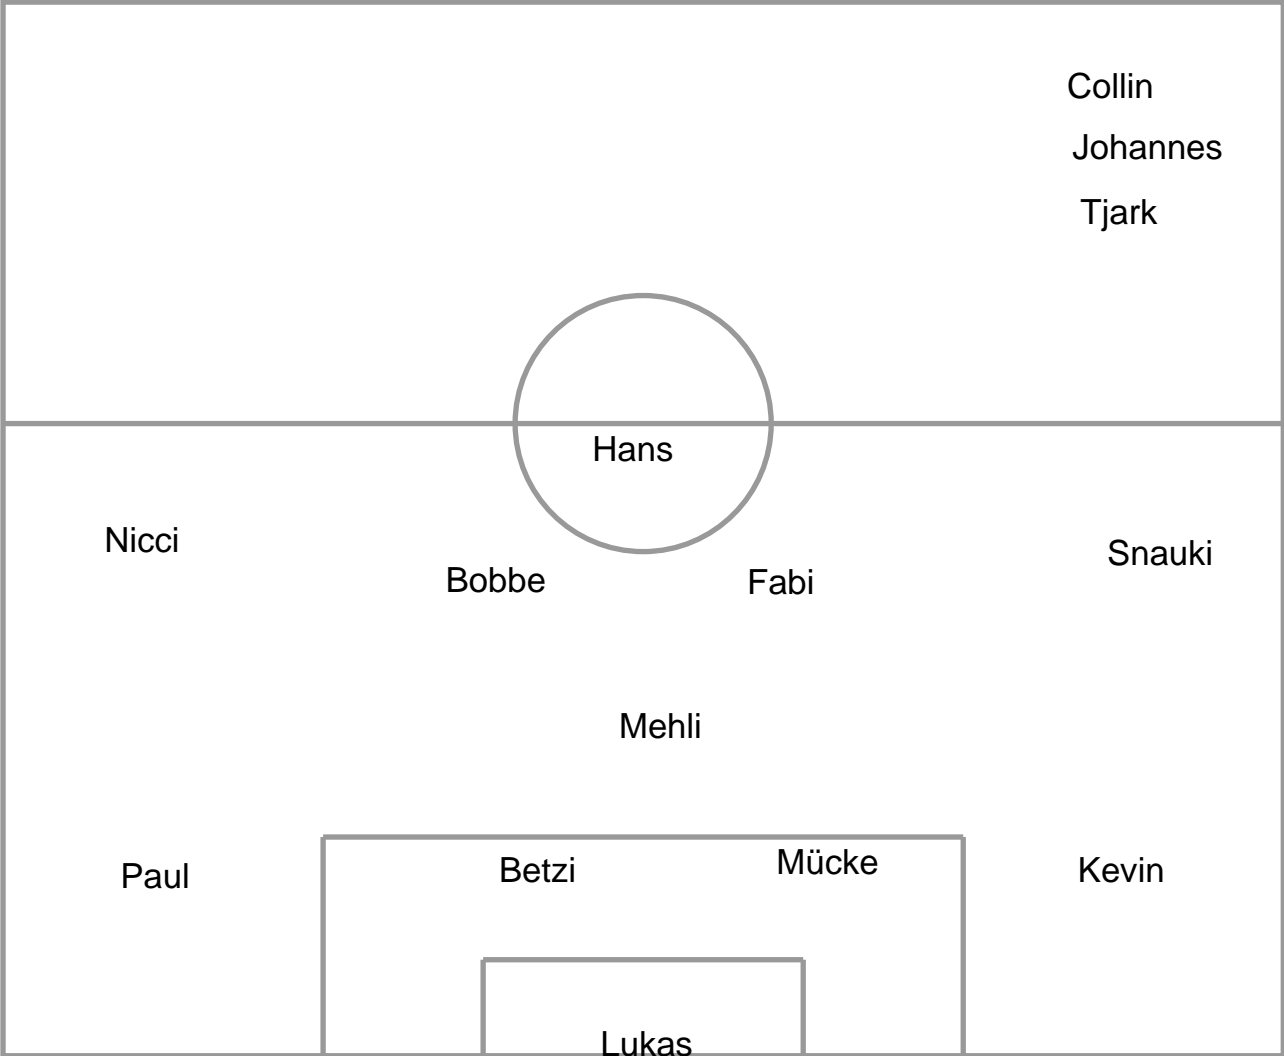 Collin
Johannes
Tjark
Hans
Nicci
Snauki
Bobbe
Fabi
Mehli
Paul
Betzi
Mücke
Kevin
Lukas